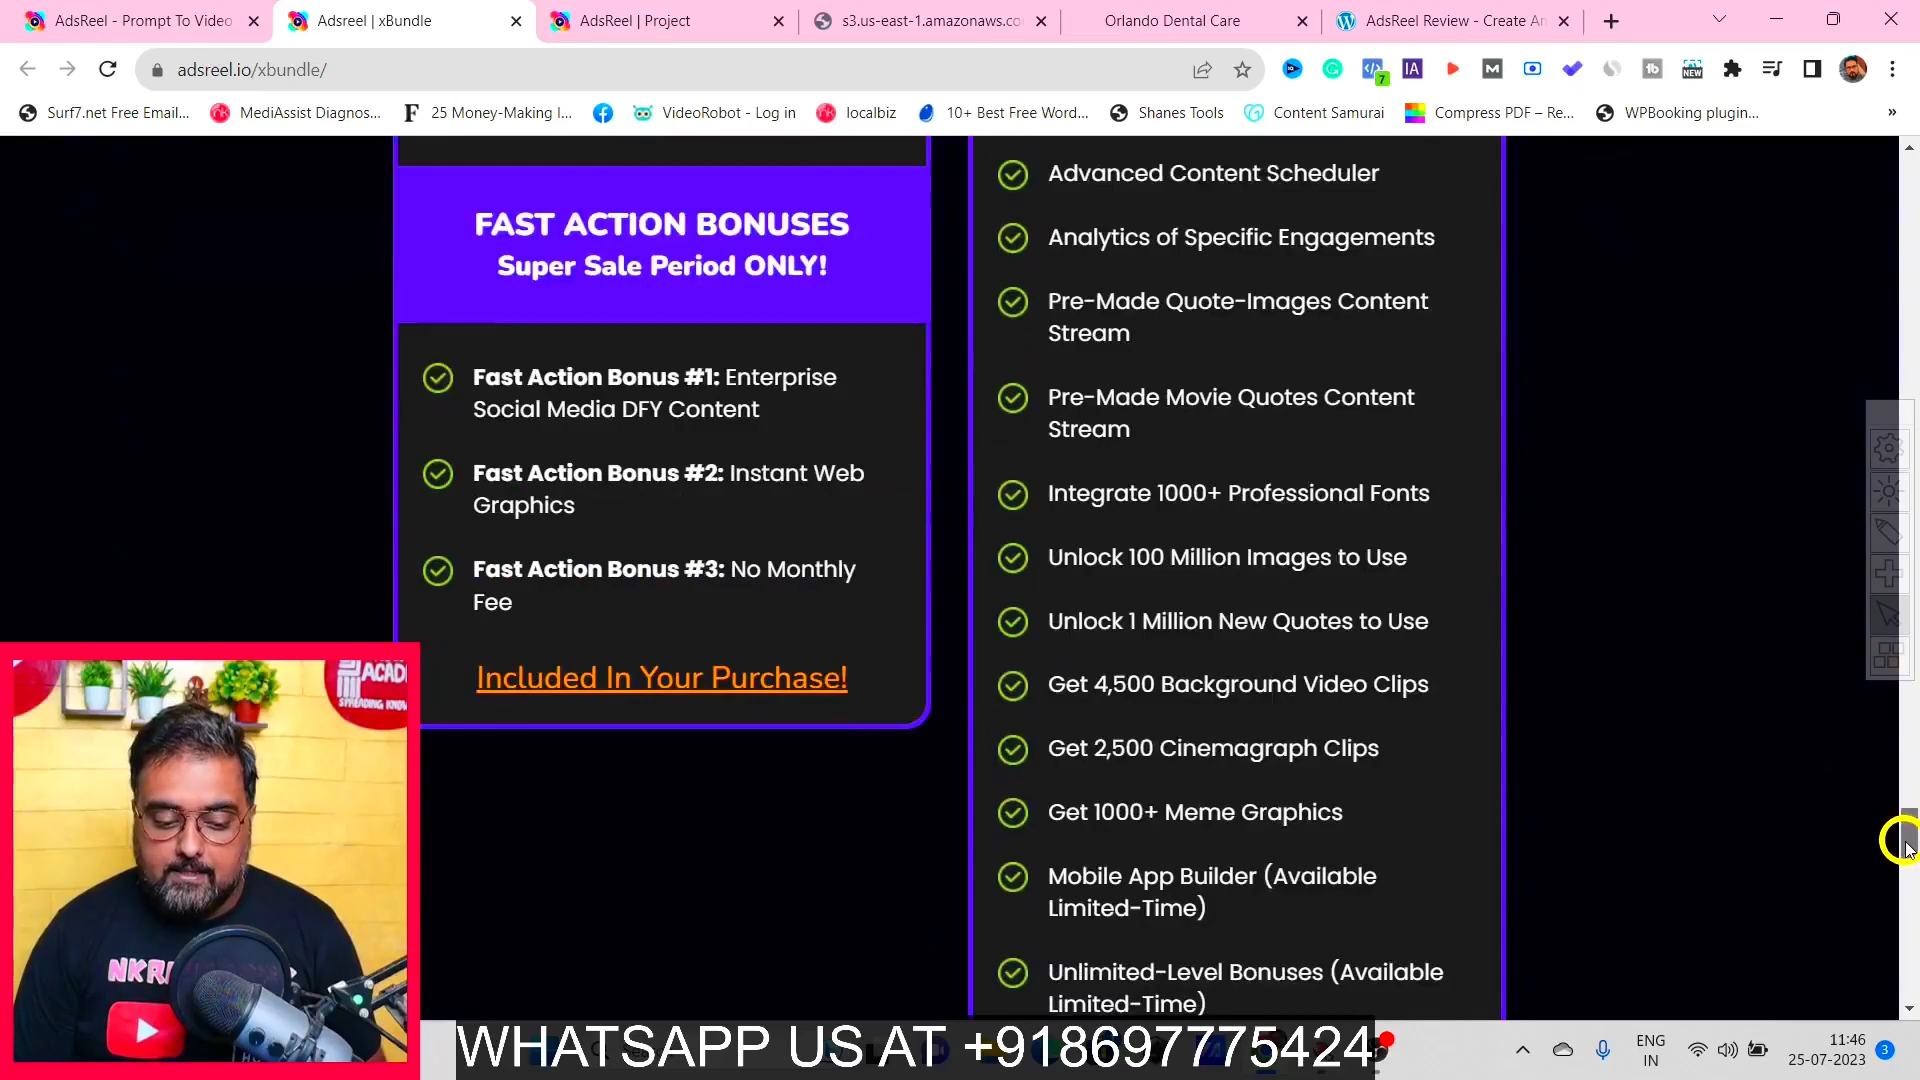 AdsReel - Prompt To Video
Adsreel | xBundle
AdsReel | Project
s3.us-east-1.amazonaws.co
Orlando Dental Care
AdsReel Review - Create An
adsreel.io/xbundle/
7
IA
M
tb
NEW
Surf7.net Free Email...
MediAssist Diagnos...
25 Money-Making I...
VideoRobot - Log in
localbiz
10+ Best Free Word...
Shanes Tools
Content Samurai
Compress PDF – Re...
WPBooking plugin...
»
FAST ACTION BONUSES
Super Sale Period ONLY!
Fast Action Bonus #1: Enterprise
Social Media DFY Content
Fast Action Bonus #2: Instant Web
Graphics
Fast Action Bonus #3: No Monthly
Fee
Included In Your Purchase!
Advanced Content Scheduler
Analytics of Specific Engagements
Pre-Made Quote-Images Content
Stream
Pre-Made Movie Quotes Content
Stream
Integrate 1000+ Professional Fonts
Unlock 100 Million Images to Use
Unlock 1 Million New Quotes to Use
Get 4,500 Background Video Clips
Get 2,500 Cinemagraph Clips
Get 1000+ Meme Graphics
Mobile App Builder (Available
Limited-Time)
Unlimited-Level Bonuses (Available
Limited-Time)
ACAD
SPREADING KNOW
WHATSAPP US AT +918697775424
ENG
IN
11:46
25-07-2023
3